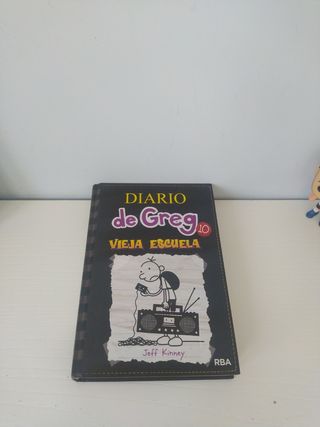 DIARIO
de Greg 10
VIEJA ESCUELA
Jeff Kinney
RBA